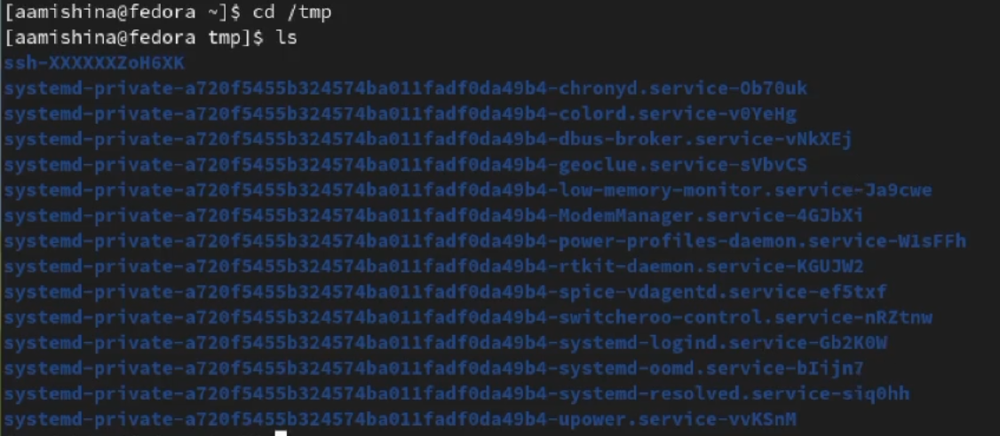 [aamishina@fedora ~]$ cd /tmp
[aamishina@fedora tmp]$ ls
ssh-XXXXXXZoH6XK
systemd-private-a720f5455b324574ba011fadf0da49b4-chronyd.service-Ob70uk
systemd-private-a720f5455b324574ba011fadf0da49b4-colord.service-v0YeHg
systemd-private-a720f5455b324574ba011fadf0da49b4-dbus-broker.service-vNkXEj
systemd-private-a720f5455b324574ba011fadf0da49b4-geoclue.service-sVbvCS
systemd-private-a720f5455b324574ba011fadf0da49b4-low-memory-monitor.service-Ja9cwe
systemd-private-a720f5455b324574ba011fadf0da49b4-ModemManager.service-4GJbXi
systemd-private-a720f5455b324574ba011fadf0da49b4-power-profiles-daemon.service-W1sFFh
systemd-private-a720f5455b324574ba011fadf0da49b4-rtkit-daemon.service-KGUJW2
systemd-private-a720f5455b324574ba011fadf0da49b4-spice-vdagentd.service-ef5txf
systemd-private-a720f5455b324574ba011fadf0da49b4-switcheroo-control.service-nRZtnw
systemd-private-a720f5455b324574ba011fadf0da49b4-systemd-logind.service-Gb2K0W
systemd-private-a720f5455b324574ba011fadf0da49b4-systemd-oomd.service-bIijn7
systemd-private-a720f5455b324574ba011fadf0da49b4-systemd-resolved.service-siq0hh
systemd-private-a720f5455b324574ba011fadf0da49b4-upower.service-vvKSnM